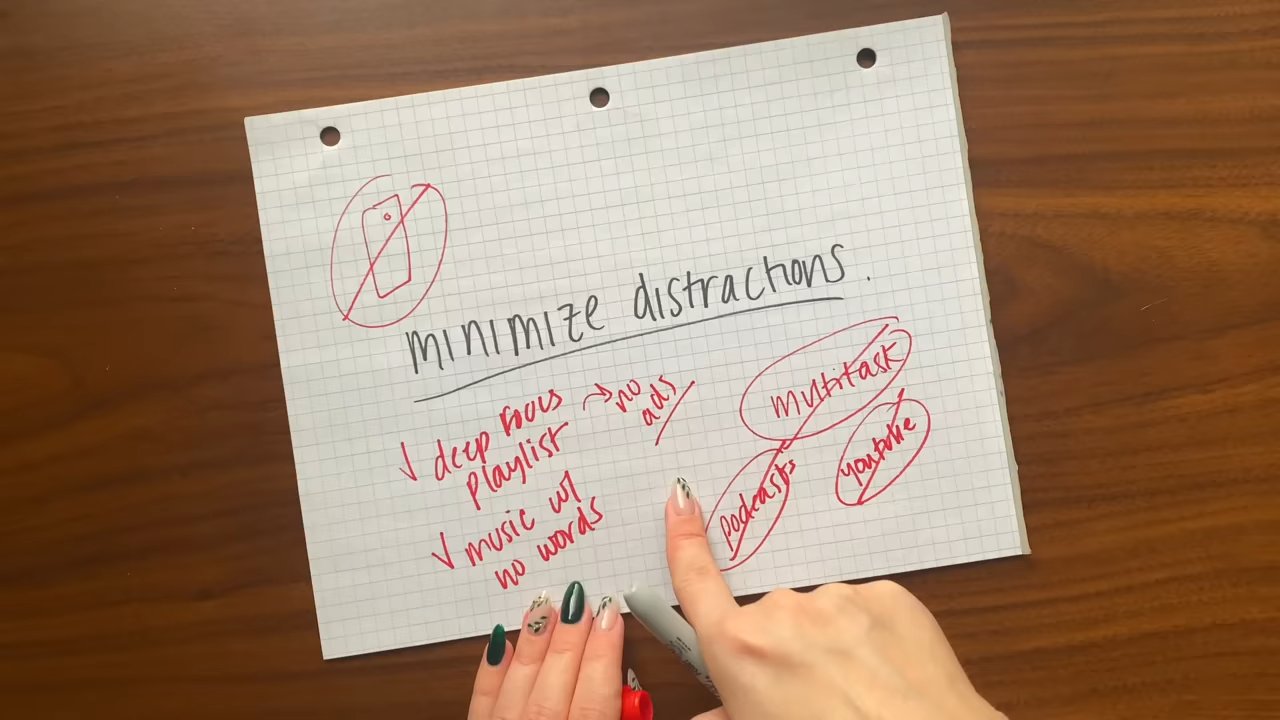 minimize distractions.
✓ deep focus → no
playlist ads
✓ music w/
no words
multitask
podcasts
youtube